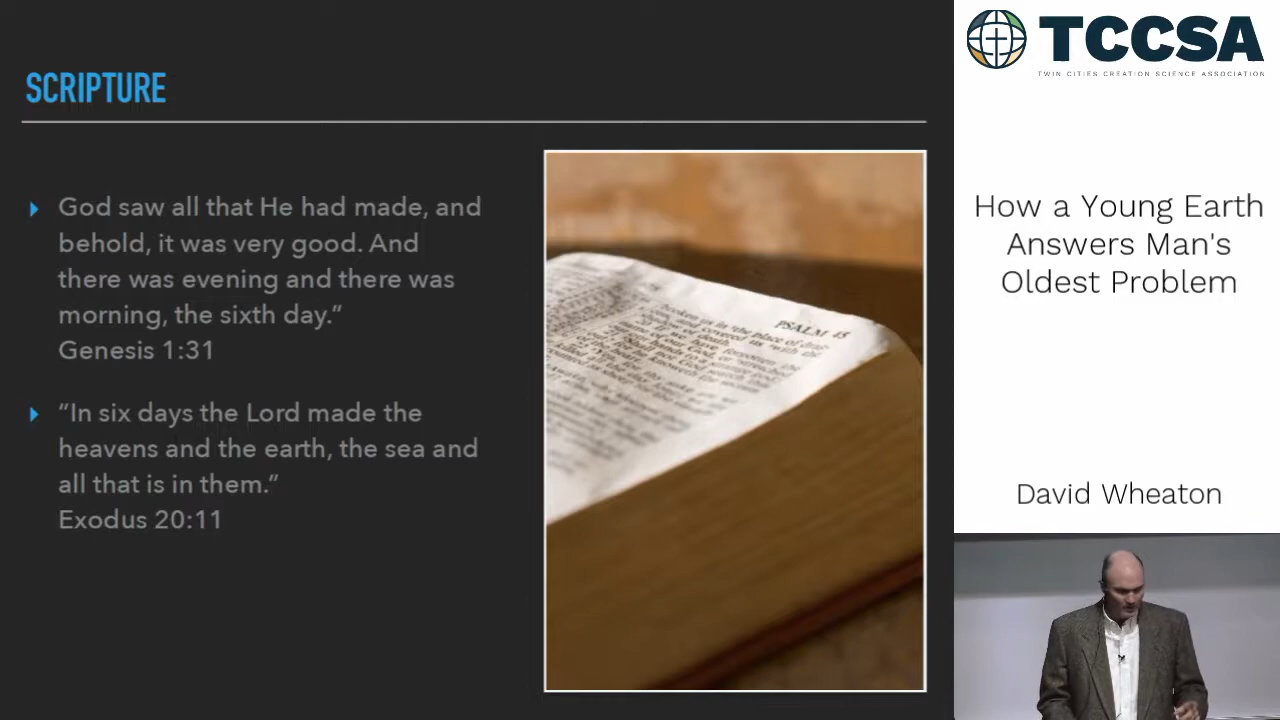 SCRIPTURE
God saw all that He had made, and
behold, it was very good. And
there was evening and there was
morning, the sixth day.”
Genesis 1:31
“In six days the Lord made the
heavens and the earth, the sea and
all that is in them.”
Exodus 20:11
PSALM 45
TCCSA
TWIN CITIES CREATION SCIENCE ASSOCIATION
How a Young Earth
Answers Man's
Oldest Problem
David Wheaton